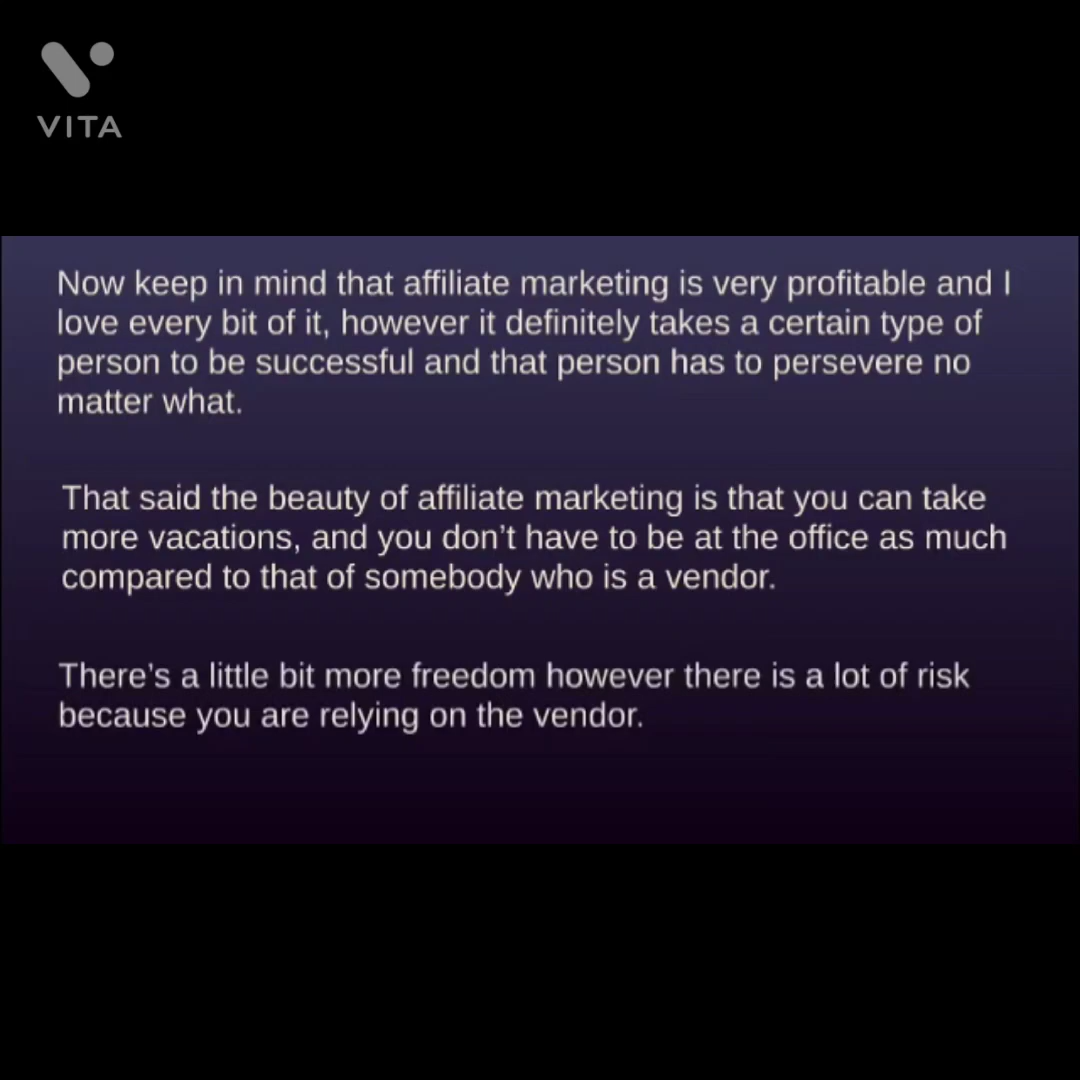 VITA
Now keep in mind that affiliate marketing is very profitable and I
love every bit of it, however it definitely takes a certain type of
person to be successful and that person has to persevere no
matter what.
That said the beauty of affiliate marketing is that you can take
more vacations, and you don’t have to be at the office as much
compared to that of somebody who is a vendor.
There’s a little bit more freedom however there is a lot of risk
because you are relying on the vendor.